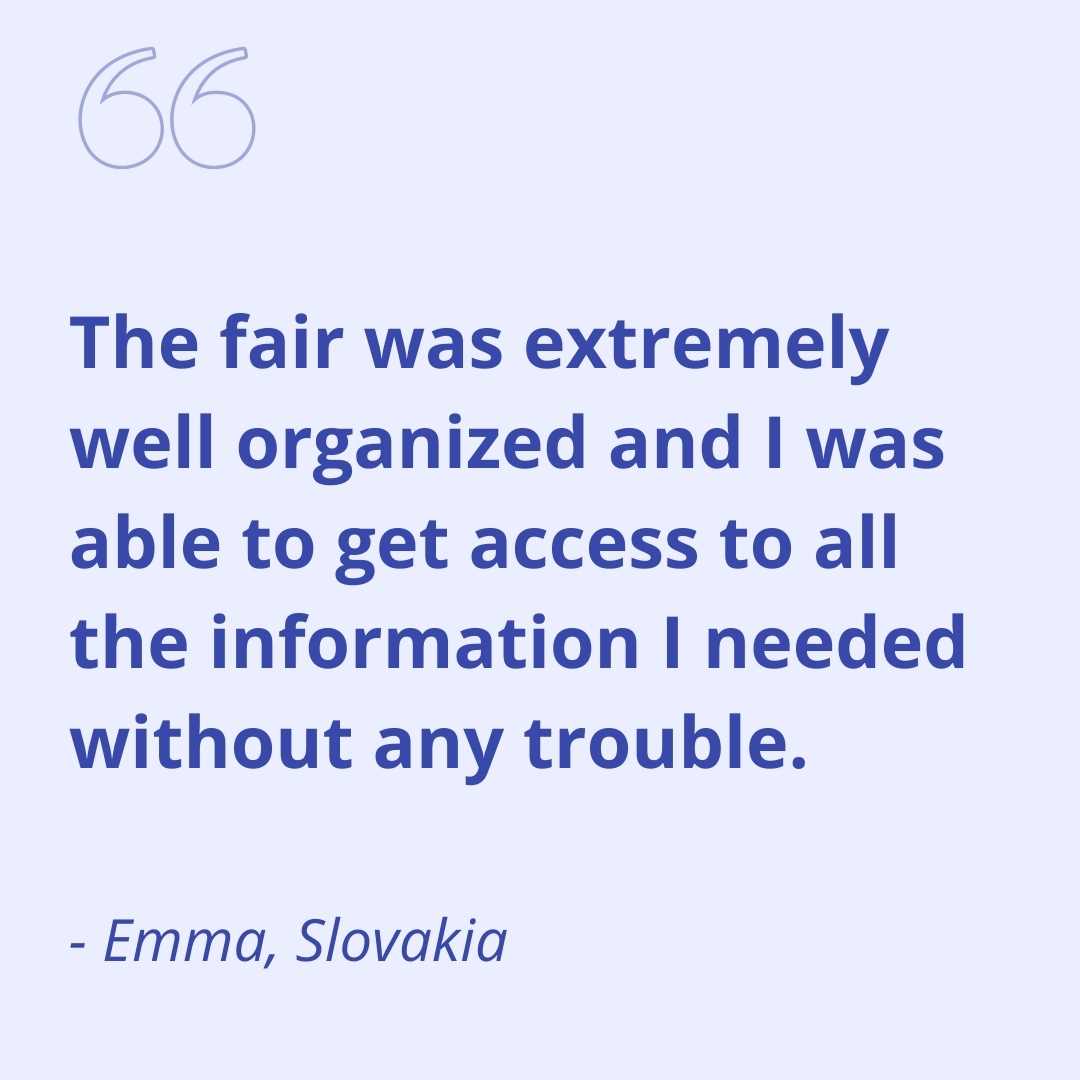 “
The fair was extremely
well organized and I was
able to get access to all
the information I needed
without any trouble.
- Emma, Slovakia